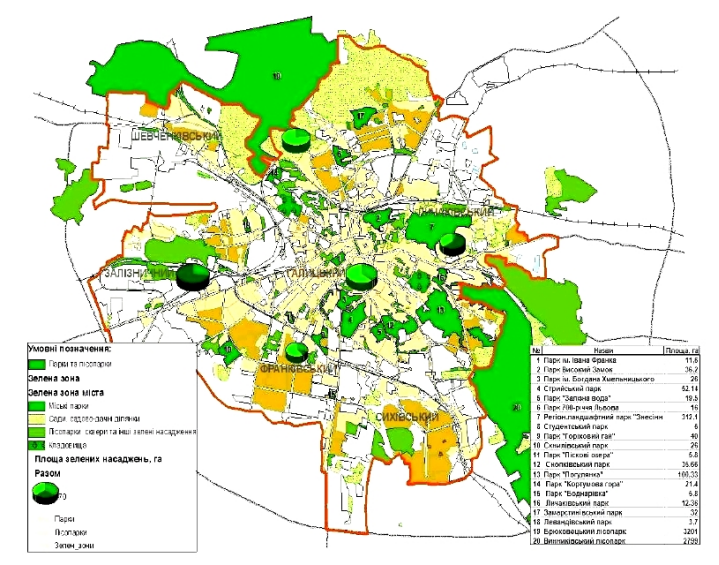 ШЕВЧЕНКІВСЬКИЙ
ЗАЛІЗНИЧНИЙ
ФРАНКІВСЬКИЙ
СИХІВСЬКИЙ
Умовні позначення:
Парки та лісопарки
Зелена зона
Зелена зона міста
Міські парки
Сади, садово-дачні ділянки
Лісопарки, сквери та інші зелені насадження
Кладовища
Площа зелених насаджень, га
Разом
70
Парки
Лісопарки
Зелен_зони
№ Назви Площа, га
1 Парк ім. Івана Франка 11.6
2 Парк Високий Замок 36.2
3 Парк ім. Богдана Хмельницького 26
4 Стрийський парк 52.14
5 Парк "Залізна вода" 19.5
6 Парк 700-річчя Львова 16
7 Регіон.ландшафтний парк "Знесіння 312.1
8 Студентський парк 6
9 Парк "Горіховий гай" 40
10 Скнилівський парк 26
11 Парк "Піскові озера" 5.8
12 Снопківський парк 35.66
13 Парк "Погулянка" 100.33
14 Парк "Кортумова гора" 21.4
15 Парк "Боднарівка" 6.8
16 Личаківський парк 12.36
17 Замарстинівський парк 32
18 Левандівський парк 3.7
19 Брюховецький лісопарк 3201
20 Винниківський лісопарк 2799